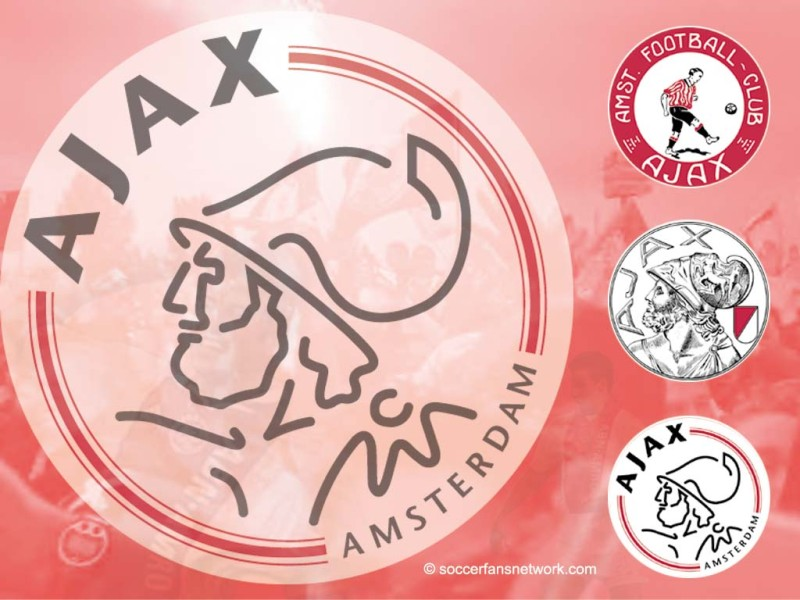 AJAX
AMSTERDAM
AMST. FOOTBALL-CLUB
AJAX
AJAX
AJAX
AMSTERDAM
© soccerfansnetwork.com